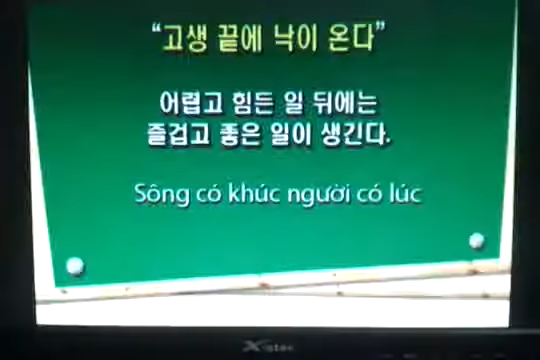 “고생 끝에 낙이 온다”
어렵고 힘든 일 뒤에는
즐겁고 좋은 일이 생긴다.
Sông có khúc người có lúc